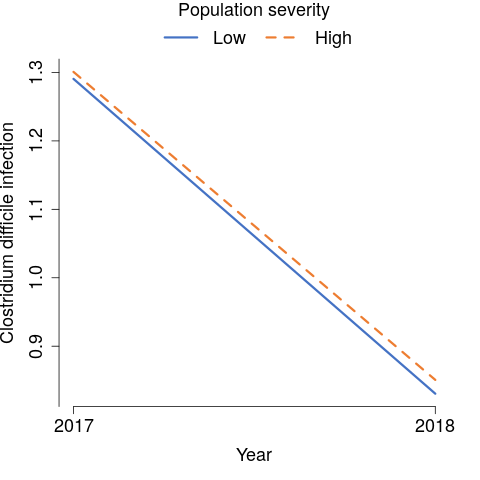 Population severity
Low High
Clostridium difficile infection
1.3
1.2
1.1
1.0
0.9
2017 2018
Year